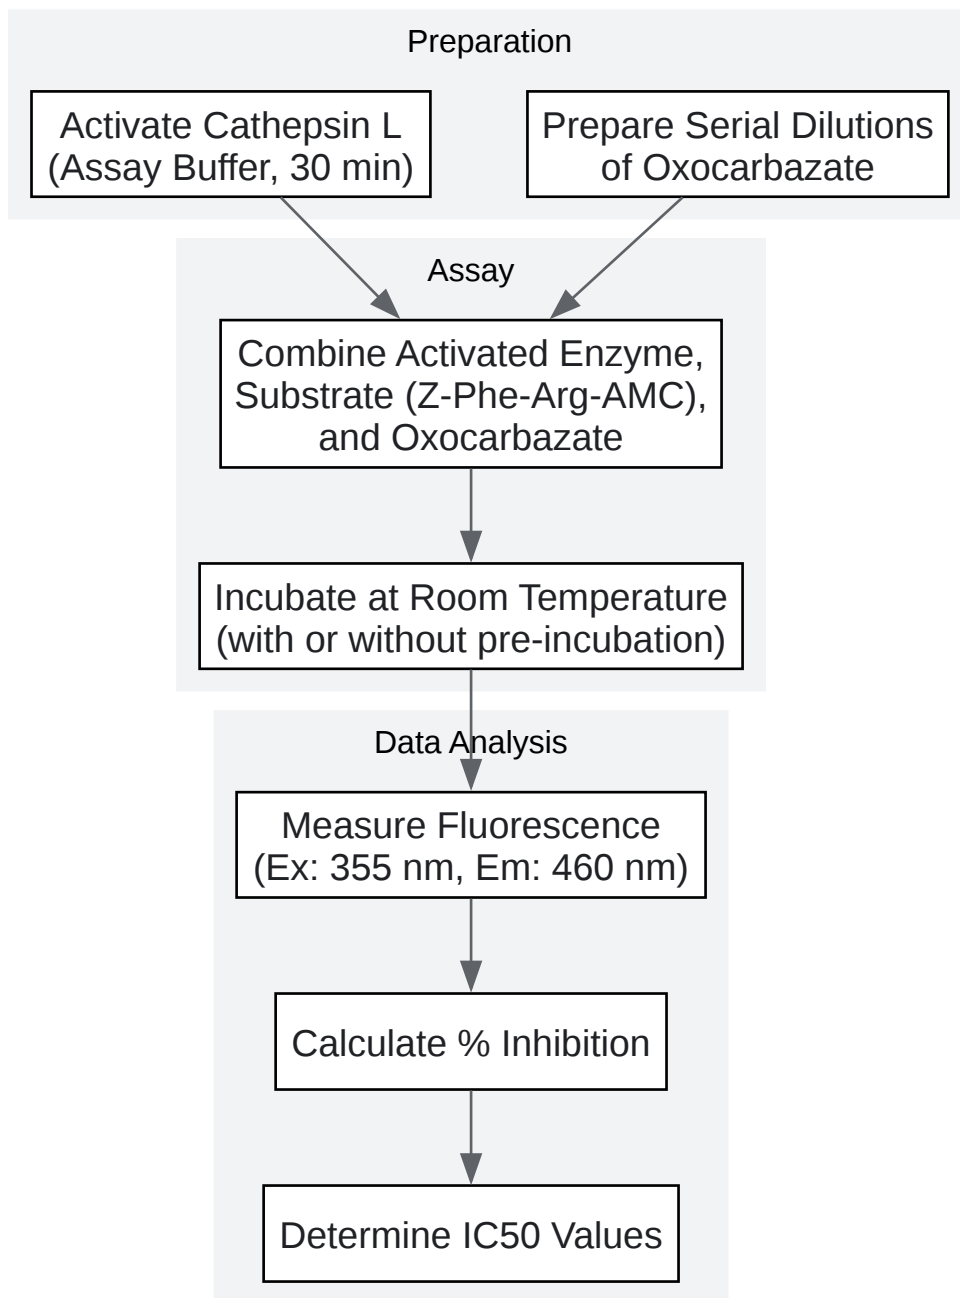 Preparation
Activate Cathepsin L
(Assay Buffer, 30 min)
Prepare Serial Dilutions
of Oxocarbazate
Assay
Combine Activated Enzyme,
Substrate (Z-Phe-Arg-AMC),
and Oxocarbazate
Incubate at Room Temperature
(with or without pre-incubation)
Data Analysis
Measure Fluorescence
(Ex: 355 nm, Em: 460 nm)
Calculate % Inhibition
Determine IC50 Values